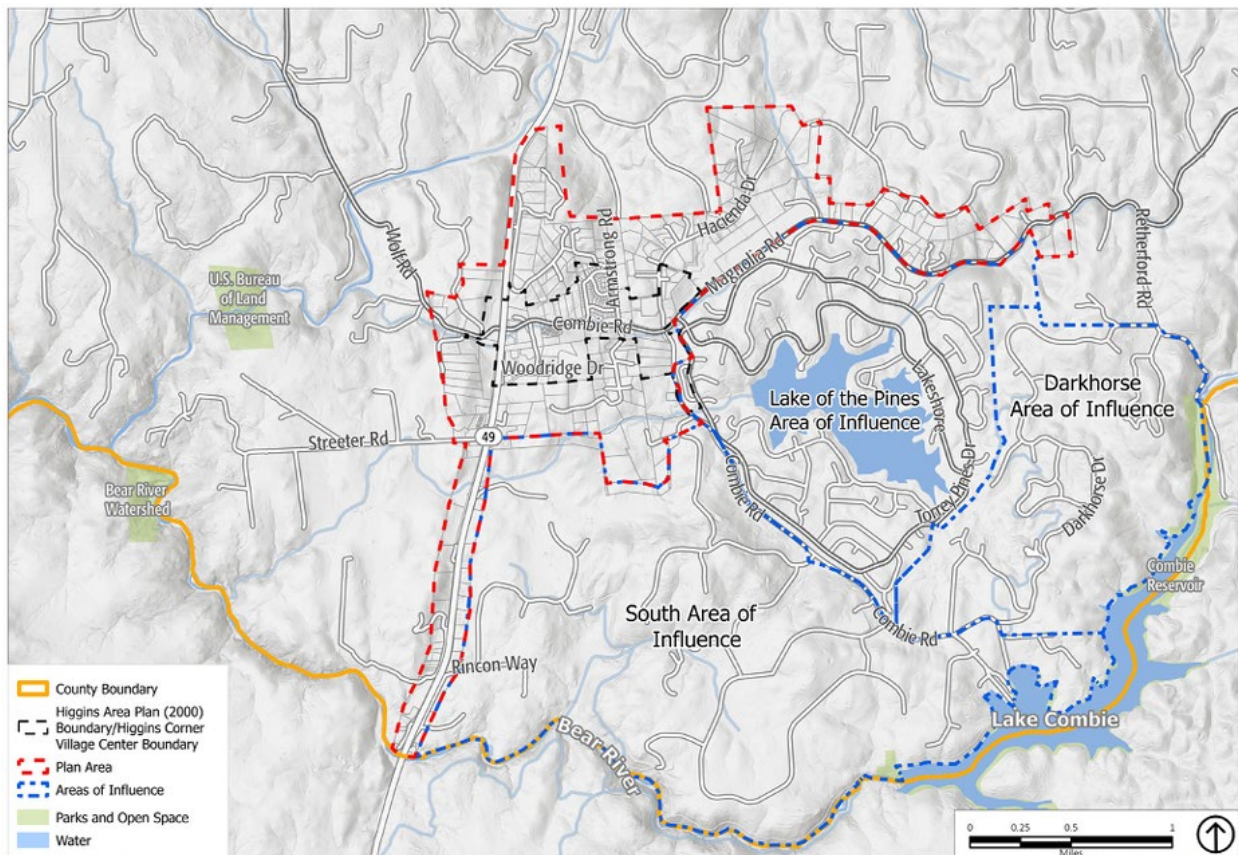 Wolf Rd
Armstrong Rd
Hacienda Dr
Magnolia Rd
Retherford Rd
U.S. Bureau
of Land
Management
Combie Rd
Woodridge Dr
Lake of the Pines
Area of Influence
Lakeshore
Darkhorse
Area of Influence
Streeter Rd
49
Bear River
Watershed
Combie Rd
Torrey Pines Dr
Darkhorse Dr
Combie
Reservoir
South Area of
Influence
Combie Rd
Rincon Way
Bear River
Lake Combie
County Boundary
Higgins Area Plan (2000)
Boundary/Higgins Corner
Village Center Boundary
Plan Area
Areas of Influence
Parks and Open Space
Water
0 0.25 0.5 1
Miles